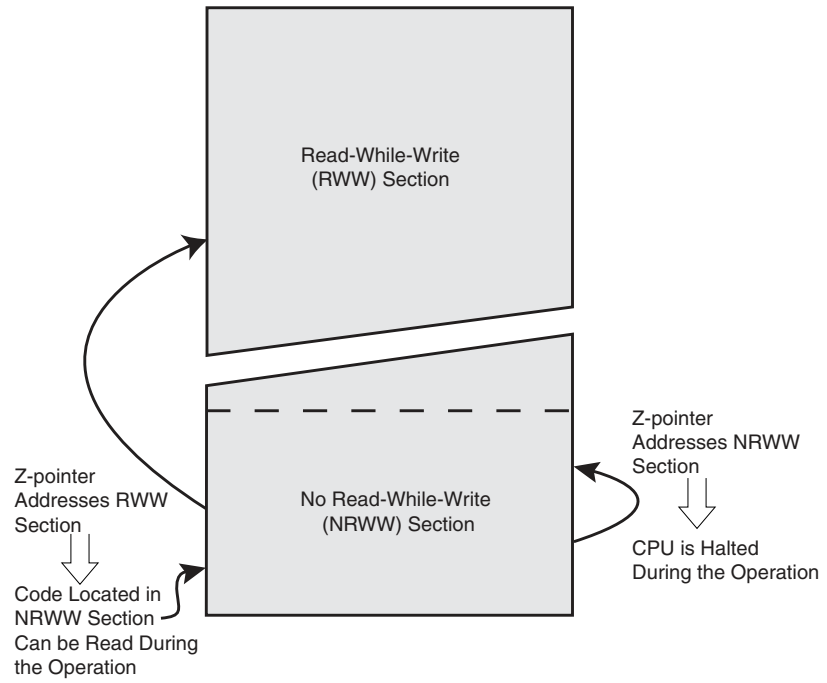 Read-While-Write
(RWW) Section
Z-pointer
Addresses NRWW
Section
Z-pointer
Addresses RWW
Section
No Read-While-Write
(NRWW) Section
CPU is Halted
During the Operation
Code Located in
NRWW Section
Can be Read During
the Operation